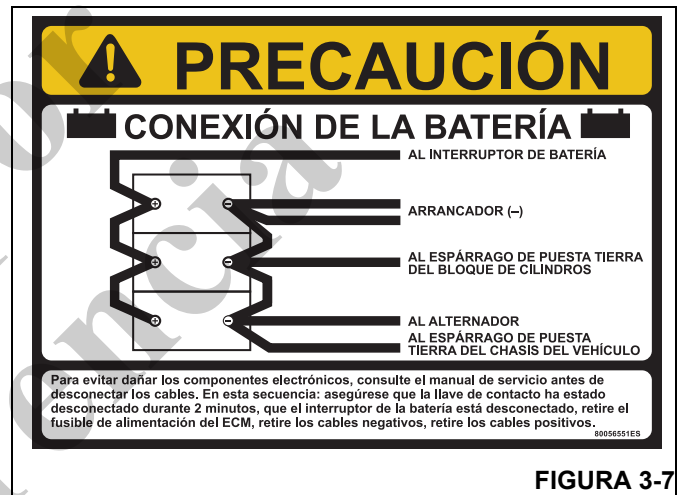 PRECAUCIÓN
CONEXIÓN DE LA BATERÍA
AL INTERRUPTOR DE BATERÍA
ARRANCADOR (–)
AL ESPÁRRAGO DE PUESTA TIERRA
DEL BLOQUE DE CILINDROS
AL ALTERNADOR
AL ESPÁRRAGO DE PUESTA
TIERRA DEL CHASIS DEL VEHÍCULO
+ –
+ –
+ –
Para evitar dañar los componentes electrónicos, consulte el manual de servicio antes de
desconectar los cables. En esta secuencia: asegúrese que la llave de contacto ha estado
desconectado durante 2 minutos, que el interruptor de la batería está desconectado, retire el
fusible de alimentación del ECM, retire los cables negativos, retire los cables positivos.
80056551ES
FIGURA 3-7